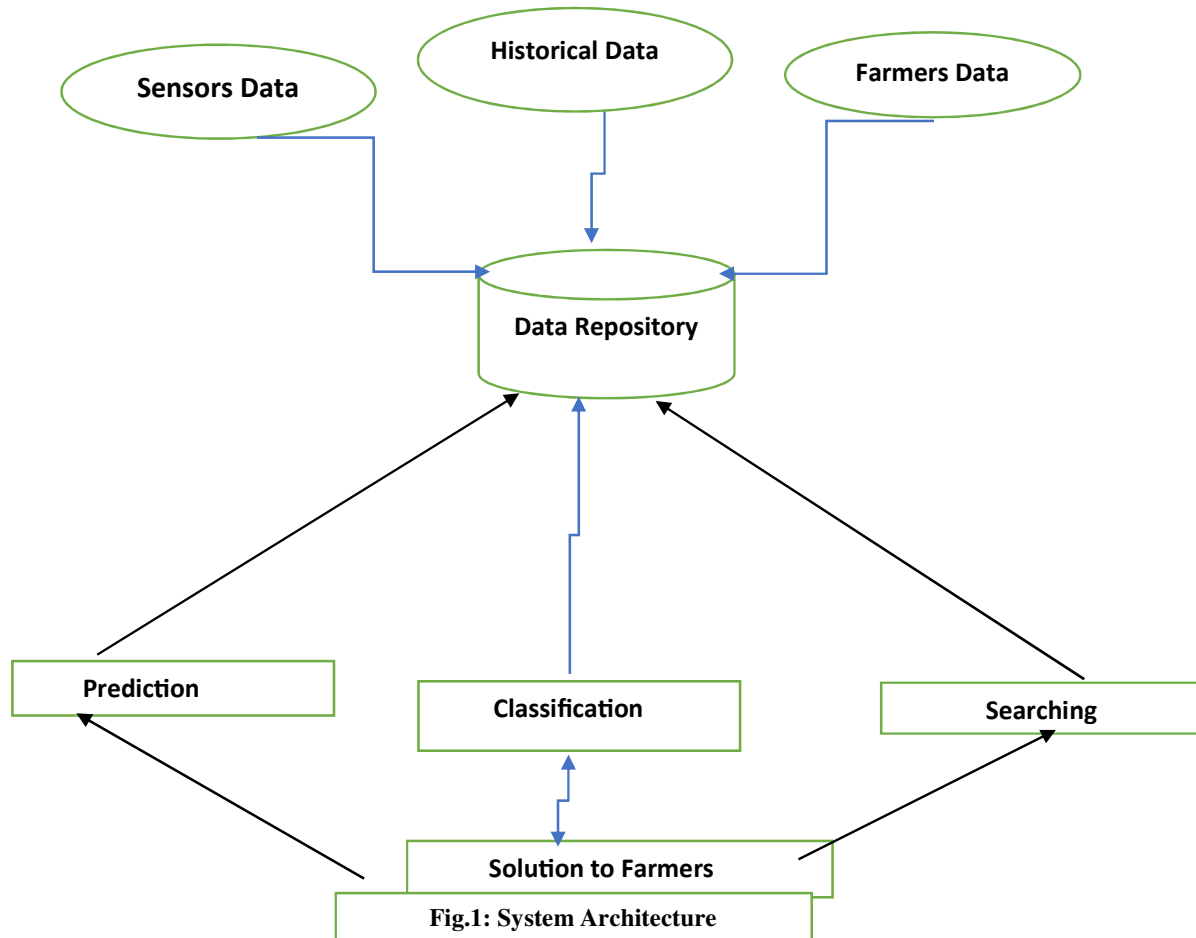 Historical Data
Sensors Data
Farmers Data
Data Repository
Prediction
Classification
Searching
Solution to Farmers
Fig.1: System Architecture